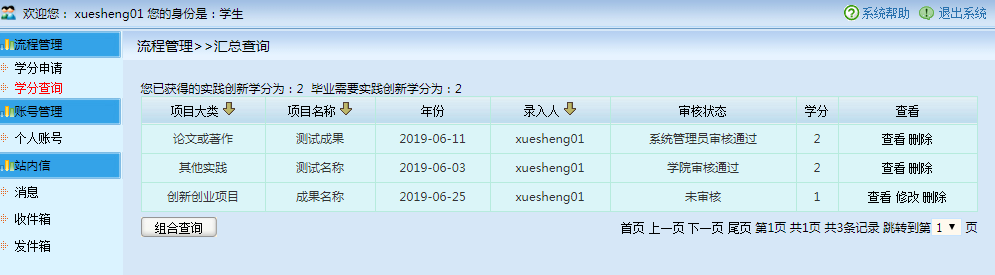 欢迎您： xuesheng01 您的身份是：学生
系统帮助 退出系统
流程管理
学分申请
学分查询
账号管理
个人账号
站内信
消息
收件箱
发件箱
流程管理>>汇总查询
您已获得的实践创新学分为：2 毕业需要实践创新学分为：2
项目大类 项目名称 年份 录入人 审核状态 学分 查看
论文或著作 测试成果 2019-06-11 xuesheng01 系统管理员审核通过 2 查看 删除
其他实践 测试名称 2019-06-03 xuesheng01 学院审核通过 2 查看 删除
创新创业项目 成果名称 2019-06-25 xuesheng01 未审核 1 查看 修改 删除
组合查询 首页 上一页 下一页 尾页 第1页 共1页 共3条记录 跳转到第 1 页